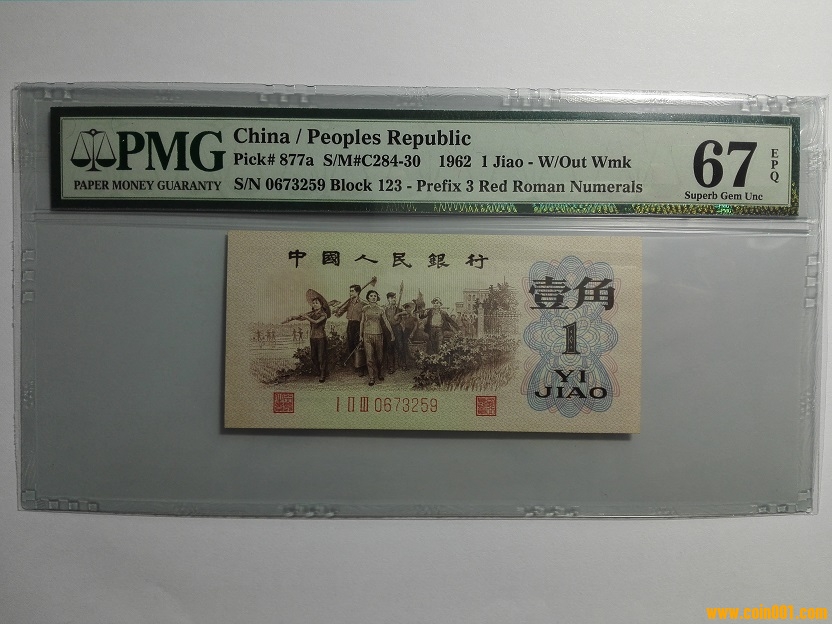 PMG
PAPER MONEY GUARANTY
China / Peoples Republic
Pick# 877a S/M#C284-30 1962 1 Jiao - W/Out Wmk
S/N 0673259 Block 123 - Prefix 3 Red Roman Numerals
67
EPQ
Superb Gem Unc
中國人民銀行
壹角
1
YI
JIAO
I II III 0673259
www.coin001.com